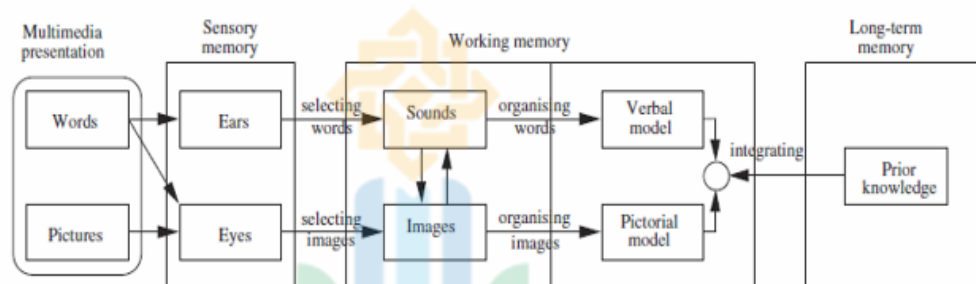 Multimedia
presentation
Sensory
memory
Working memory
Long-term
memory
Words
Ears
selecting
words
Sounds
organising
words
Verbal
model
integrating
Prior
knowledge
Pictures
Eyes
selecting
images
Images
organising
images
Pictorial
model